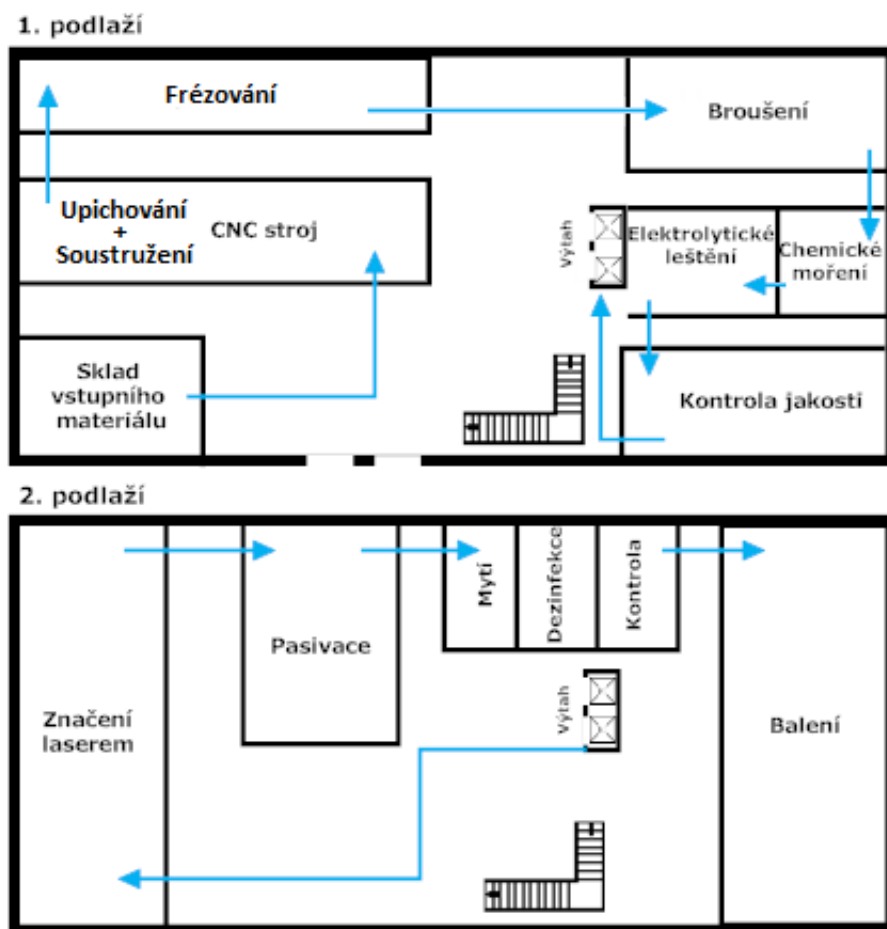 1. podlaží
Frézování
Broušení
Upichování
+
Soustružení
CNC stroj
Výtah
Elektrolytické
leštění
Chemické
moření
Sklad
vstupního
materiálu
Kontrola jakosti
2. podlaží
Mytí
Dezinfekce
Kontrola
Pasivace
Výtah
Značení
laserem
Balení